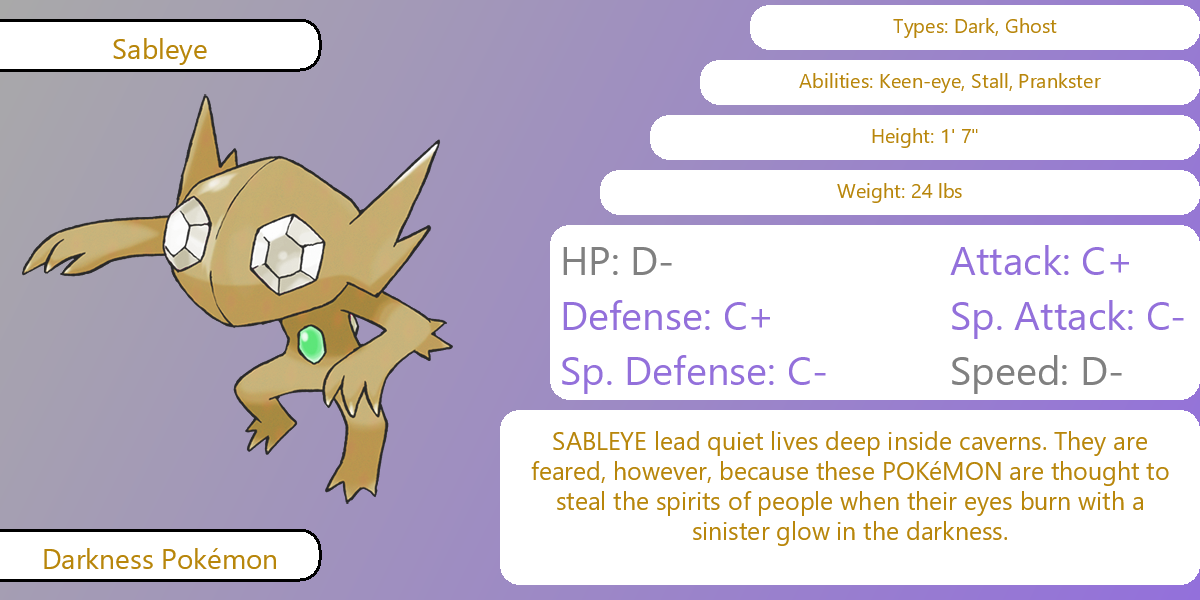 Sableye
Types: Dark, Ghost
Abilities: Keen-eye, Stall, Prankster
Height: 1' 7"
Weight: 24 lbs
HP: D- Attack: C+
Defense: C+ Sp. Attack: C-
Sp. Defense: C- Speed: D-
SABLEYE lead quiet lives deep inside caverns. They are
feared, however, because these POKéMON are thought to
steal the spirits of people when their eyes burn with a
sinister glow in the darkness.
Darkness Pokémon